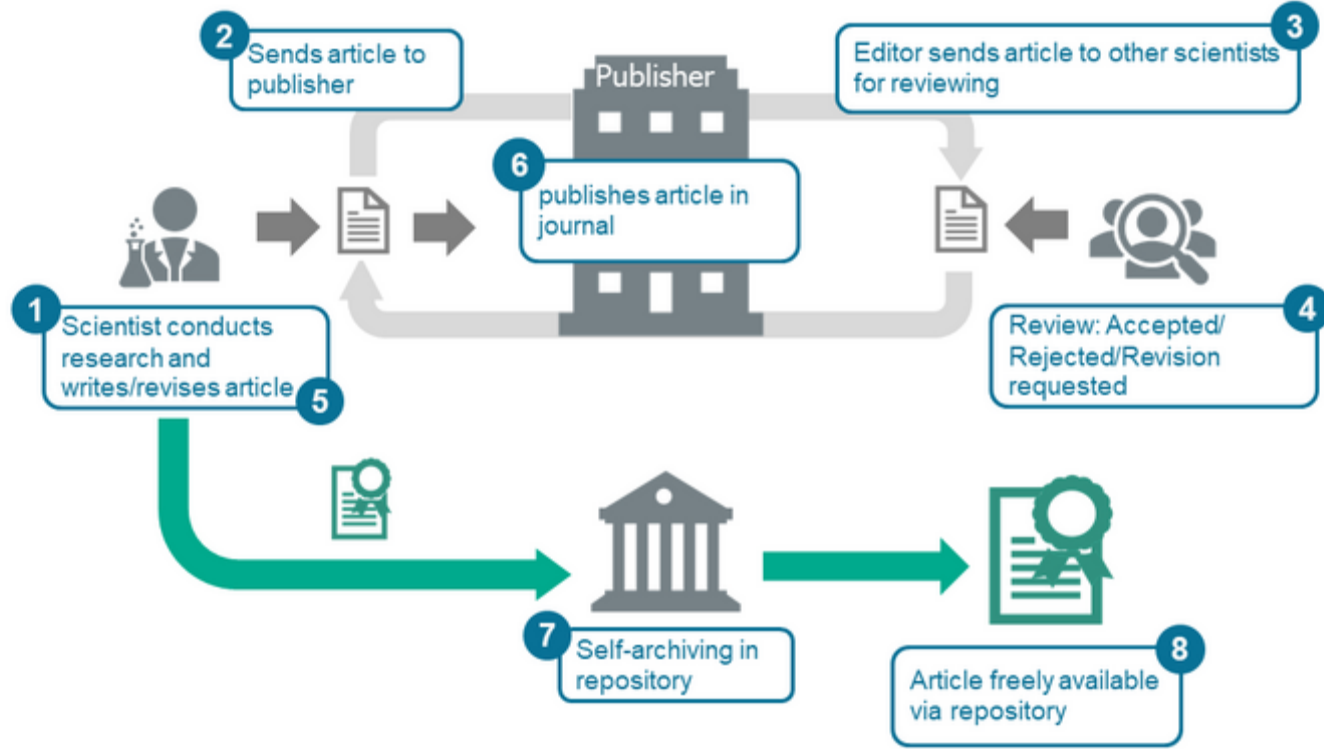 2
Sends article to
publisher
Publisher
3
Editor sends article to other scientists
for reviewing
6
publishes article in
journal
1
Scientist conducts
research and
writes/revises article
5
4
Review: Accepted/
Rejected/Revision
requested
7
Self-archiving in
repository
8
Article freely available
via repository